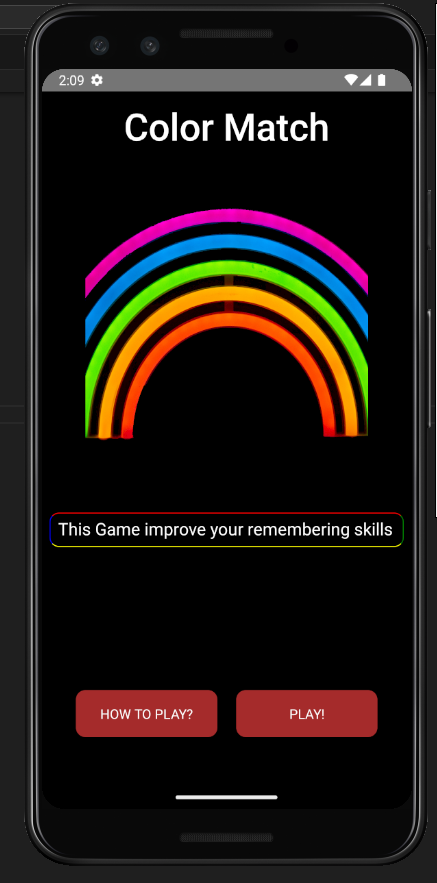 2:09
Color Match
This Game improve your remembering skills
HOW TO PLAY?
PLAY!